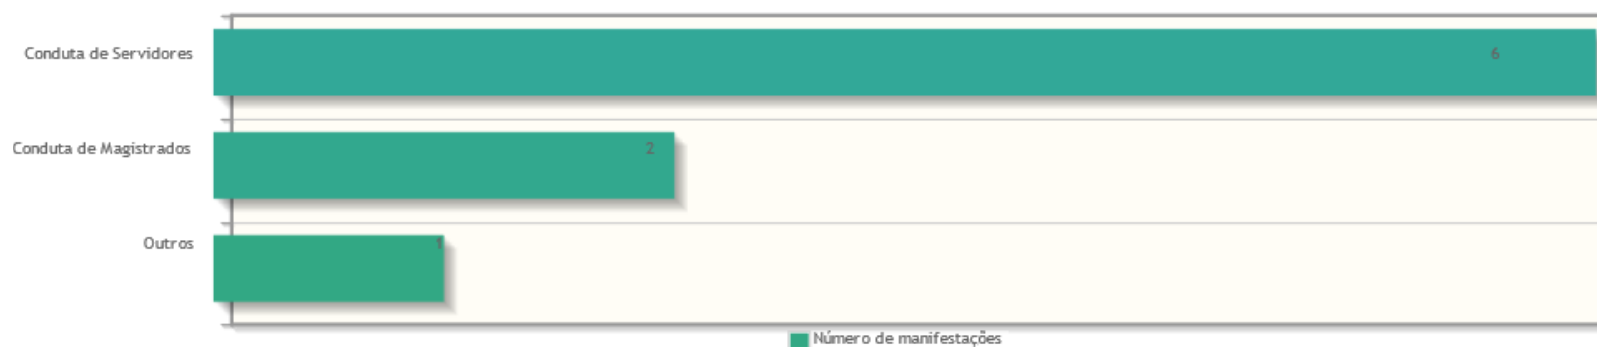 Conduta de Servidores
6
Conduta de Magistrados
2
Outros
1
Número de manifestações